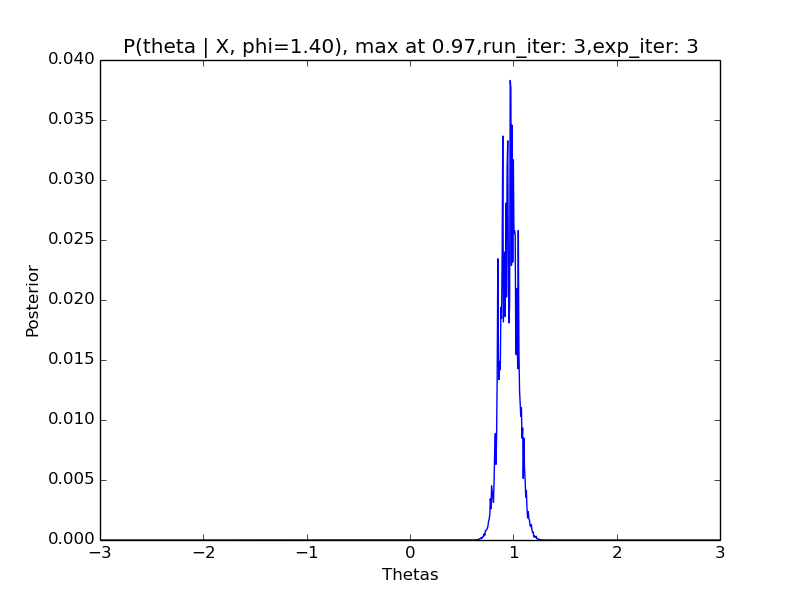 P(theta | X, phi=1.40), max at 0.97,run_iter: 3,exp_iter: 3
0.040
0.035
0.030
0.025
0.020
0.015
0.010
0.005
0.000
Posterior
−3 −2 −1 0 1 2 3
Thetas